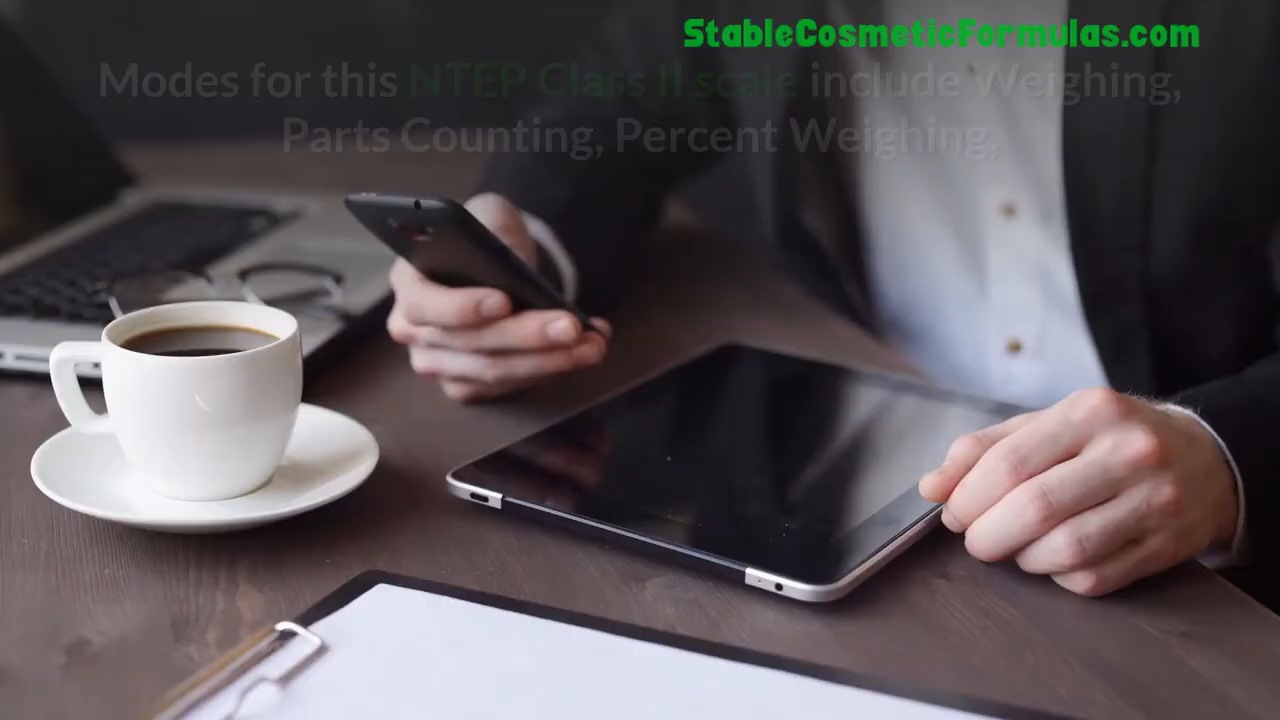 StableCosmeticFormulas.com
Modes for this NTEP Class II scale include Weighing,
Parts Counting, Percent Weighing,